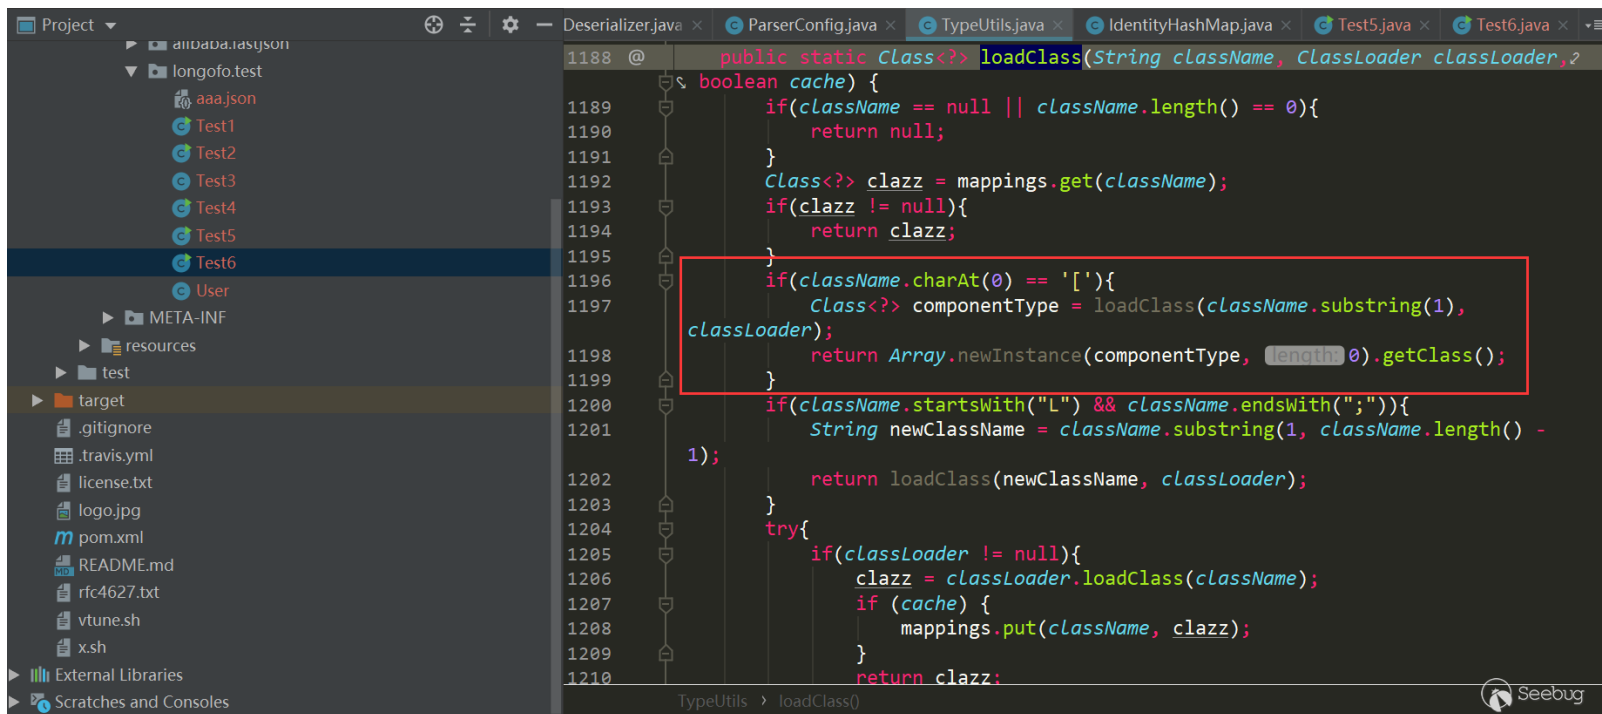 Project
alibaba.fastjson
longofo.test
aaa.json
Test1
Test2
Test3
Test4
Test5
Test6
User
META-INF
resources
test
target
.gitignore
.travis.yml
license.txt
logo.jpg
pom.xml
README.md
rfc4627.txt
vtune.sh
x.sh
External Libraries
Scratches and Consoles
Deserializer.java ParserConfig.java TypeUtils.java IdentityHashMap.java Test5.java Test6.java
1188 @ public static Class<?> loadClass(String className, ClassLoader classLoader,
boolean cache) {
1189 if(className == null || className.length() == 0){
1190 return null;
1191 }
1192 Class<?> clazz = mappings.get(className);
1193 if(clazz != null){
1194 return clazz;
1195 }
1196 if(className.charAt(0) == '['){
1197 Class<?> componentType = loadClass(className.substring(1),
classLoader);
1198 return Array.newInstance(componentType, length: 0).getClass();
1199 }
1200 if(className.startsWith("L") && className.endsWith(";")){
1201 String newClassName = className.substring(1, className.length() -
1);
1202 return loadClass(newClassName, classLoader);
1203 }
1204 try{
1205 if(classLoader != null){
1206 clazz = classLoader.loadClass(className);
1207 if (cache) {
1208 mappings.put(className, clazz);
1209 }
1210 return clazz;
TypeUtils › loadClass()
Seebug